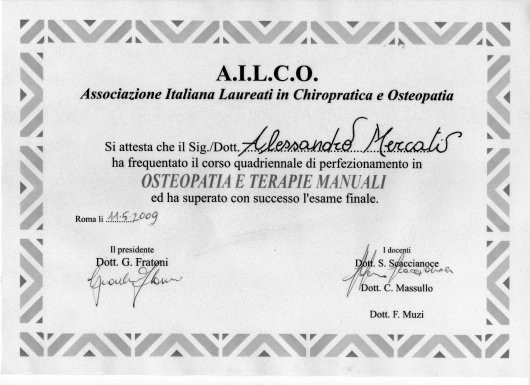 A.I.L.C.O.
Associazione Italiana Laureati in Chiropratica e Osteopatia
Si attesta che il Sig./Dott. Alessandro Mercati
ha frequentato il corso quadriennale di perfezionamento in
OSTEOPATIA E TERAPIE MANUALI
ed ha superato con successo l'esame finale.
Roma li 11-5-2009
Il presidente
Dott. G. Fratoni
I docenti
Dott. S. Scaccianoce
Dott. C. Massullo
Dott. F. Muzi